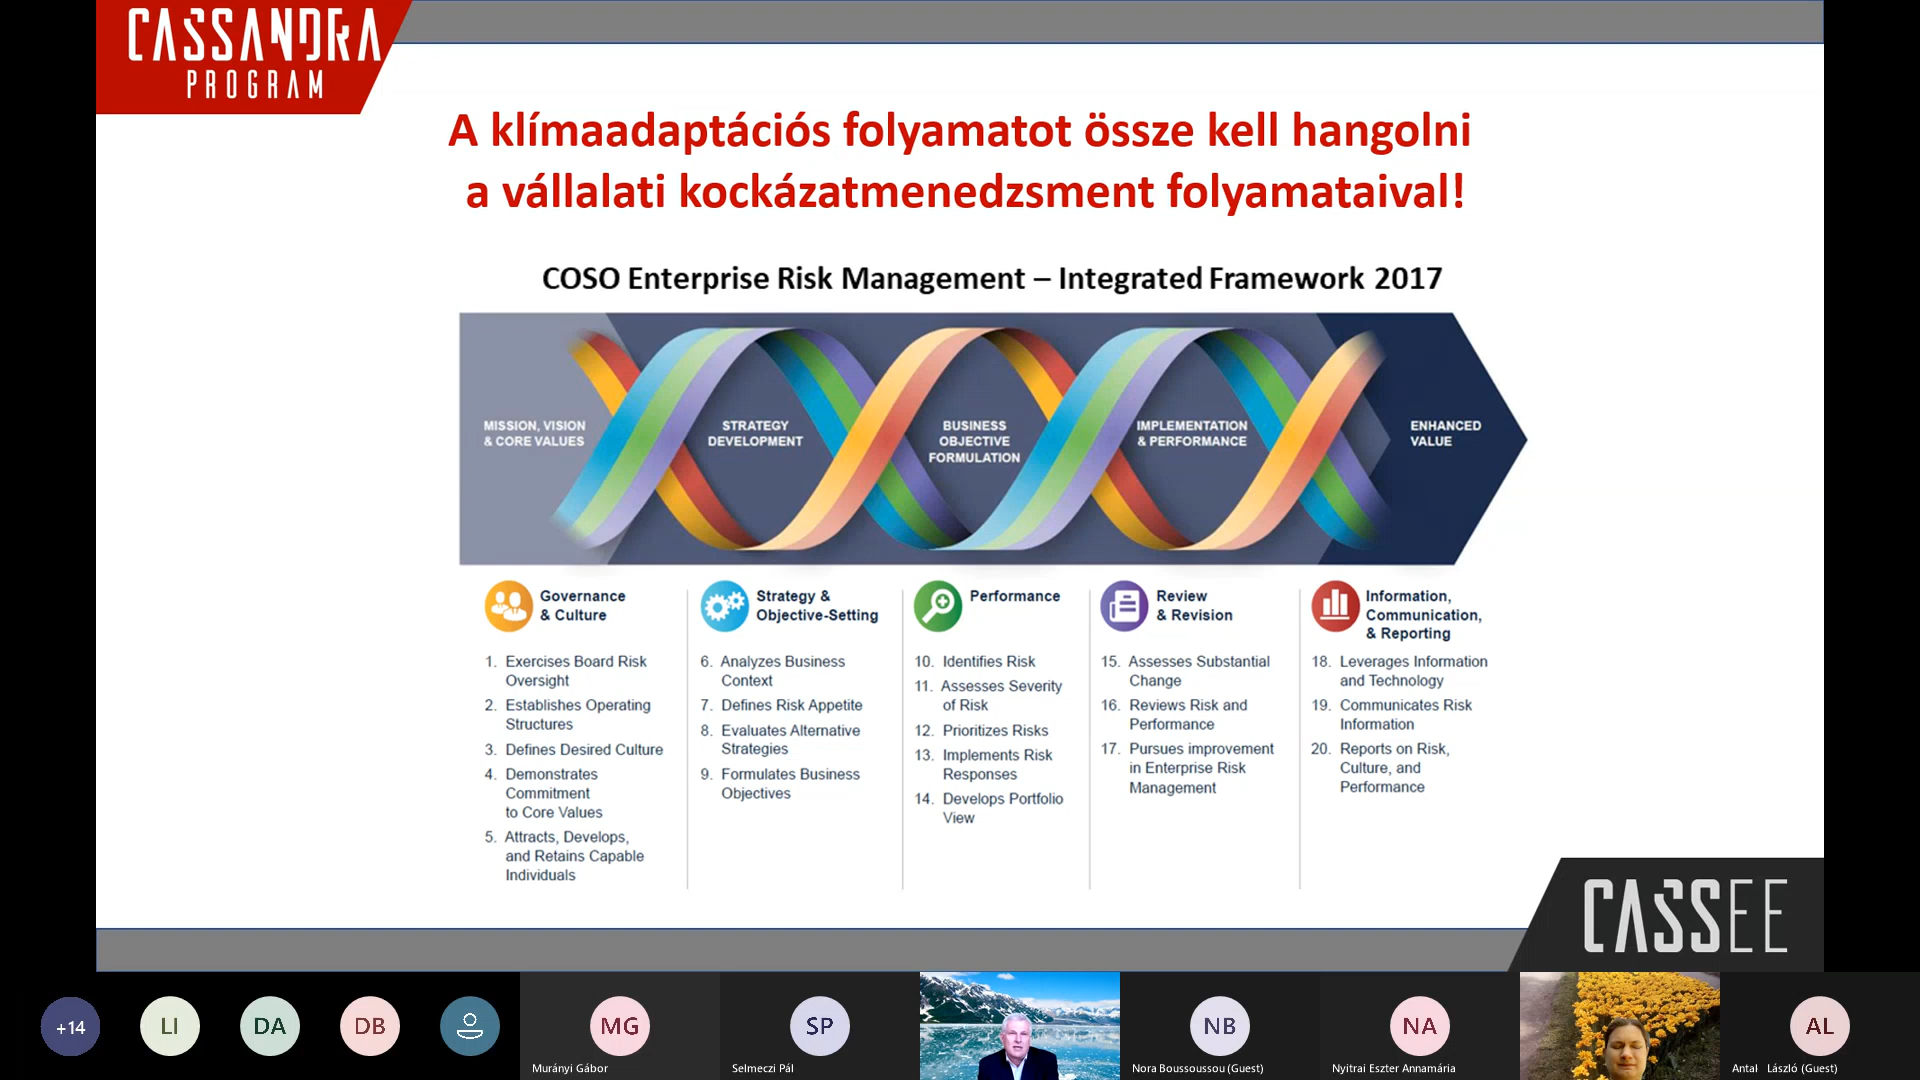 CASSANDRA
PROGRAM
A klímaadaptációs folyamatot össze kell hangolni
a vállalati kockázatmenedzsment folyamataival!
COSO Enterprise Risk Management – Integrated Framework 2017
MISSION, VISION
& CORE VALUES
STRATEGY
DEVELOPMENT
BUSINESS
OBJECTIVE
FORMULATION
IMPLEMENTATION
& PERFORMANCE
ENHANCED
VALUE
Governance
& Culture
1. Exercises Board Risk
Oversight
2. Establishes Operating
Structures
3. Defines Desired Culture
4. Demonstrates
Commitment
to Core Values
5. Attracts, Develops,
and Retains Capable
Individuals
Strategy &
Objective-Setting
6. Analyzes Business
Context
7. Defines Risk Appetite
8. Evaluates Alternative
Strategies
9. Formulates Business
Objectives
Performance
10. Identifies Risk
11. Assesses Severity
of Risk
12. Prioritizes Risks
13. Implements Risk
Responses
14. Develops Portfolio
View
Review
& Revision
15. Assesses Substantial
Change
16. Reviews Risk and
Performance
17. Pursues improvement
in Enterprise Risk
Management
Information,
Communication,
& Reporting
18. Leverages Information
and Technology
19. Communicates Risk
Information
20. Reports on Risk,
Culture, and
Performance
CASSEE
+14
LI
DA
DB
MG
Murányi Gábor
SP
Selmeczi Pál
NB
Nora Boussoussou (Guest)
NA
Nyitrai Eszter Annamária
AL
Antal László (Guest)